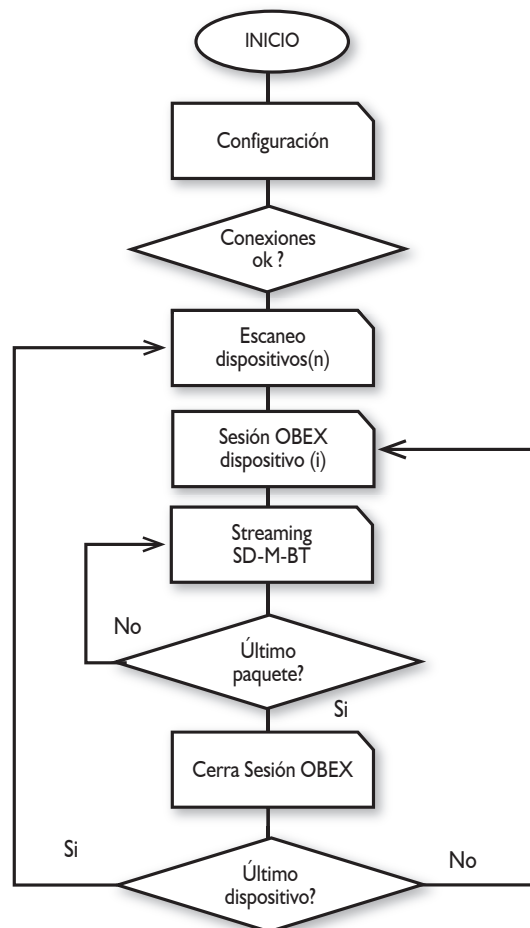 INICIO
Configuración
Conexiones
ok ?
Escaneo
dispositivos(n)
Sesión OBEX
dispositivo (i)
Streaming
SD-M-BT
No
Último
paquete?
Si
Cerra Sesión OBEX
Si
No
Último
dispositivo?